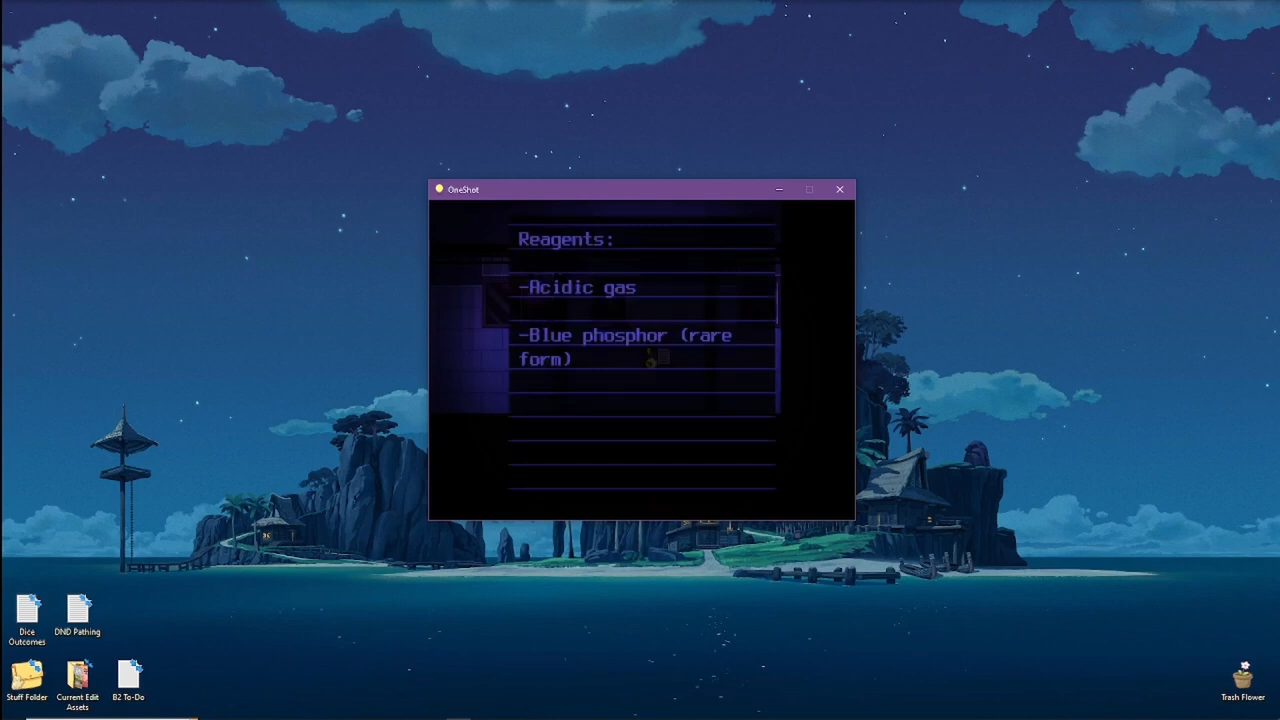 OneShot
Reagents:
-Acidic gas
-Blue phosphor (rare
form)
Dice
Outcomes
DND Pathing
Stuff Folder
Current Edit
Assets
B2 To-Do
Trash Flower